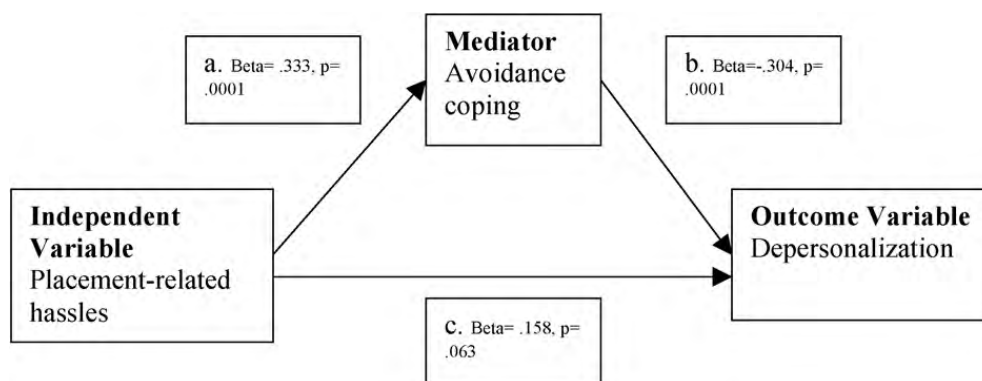 a. Beta= .333, p=
.0001
Mediator
Avoidance
coping
b. Beta=-.304, p=
.0001
Independent
Variable
Placement-related
hassles
Outcome Variable
Depersonalization
c. Beta= .158, p=
.063